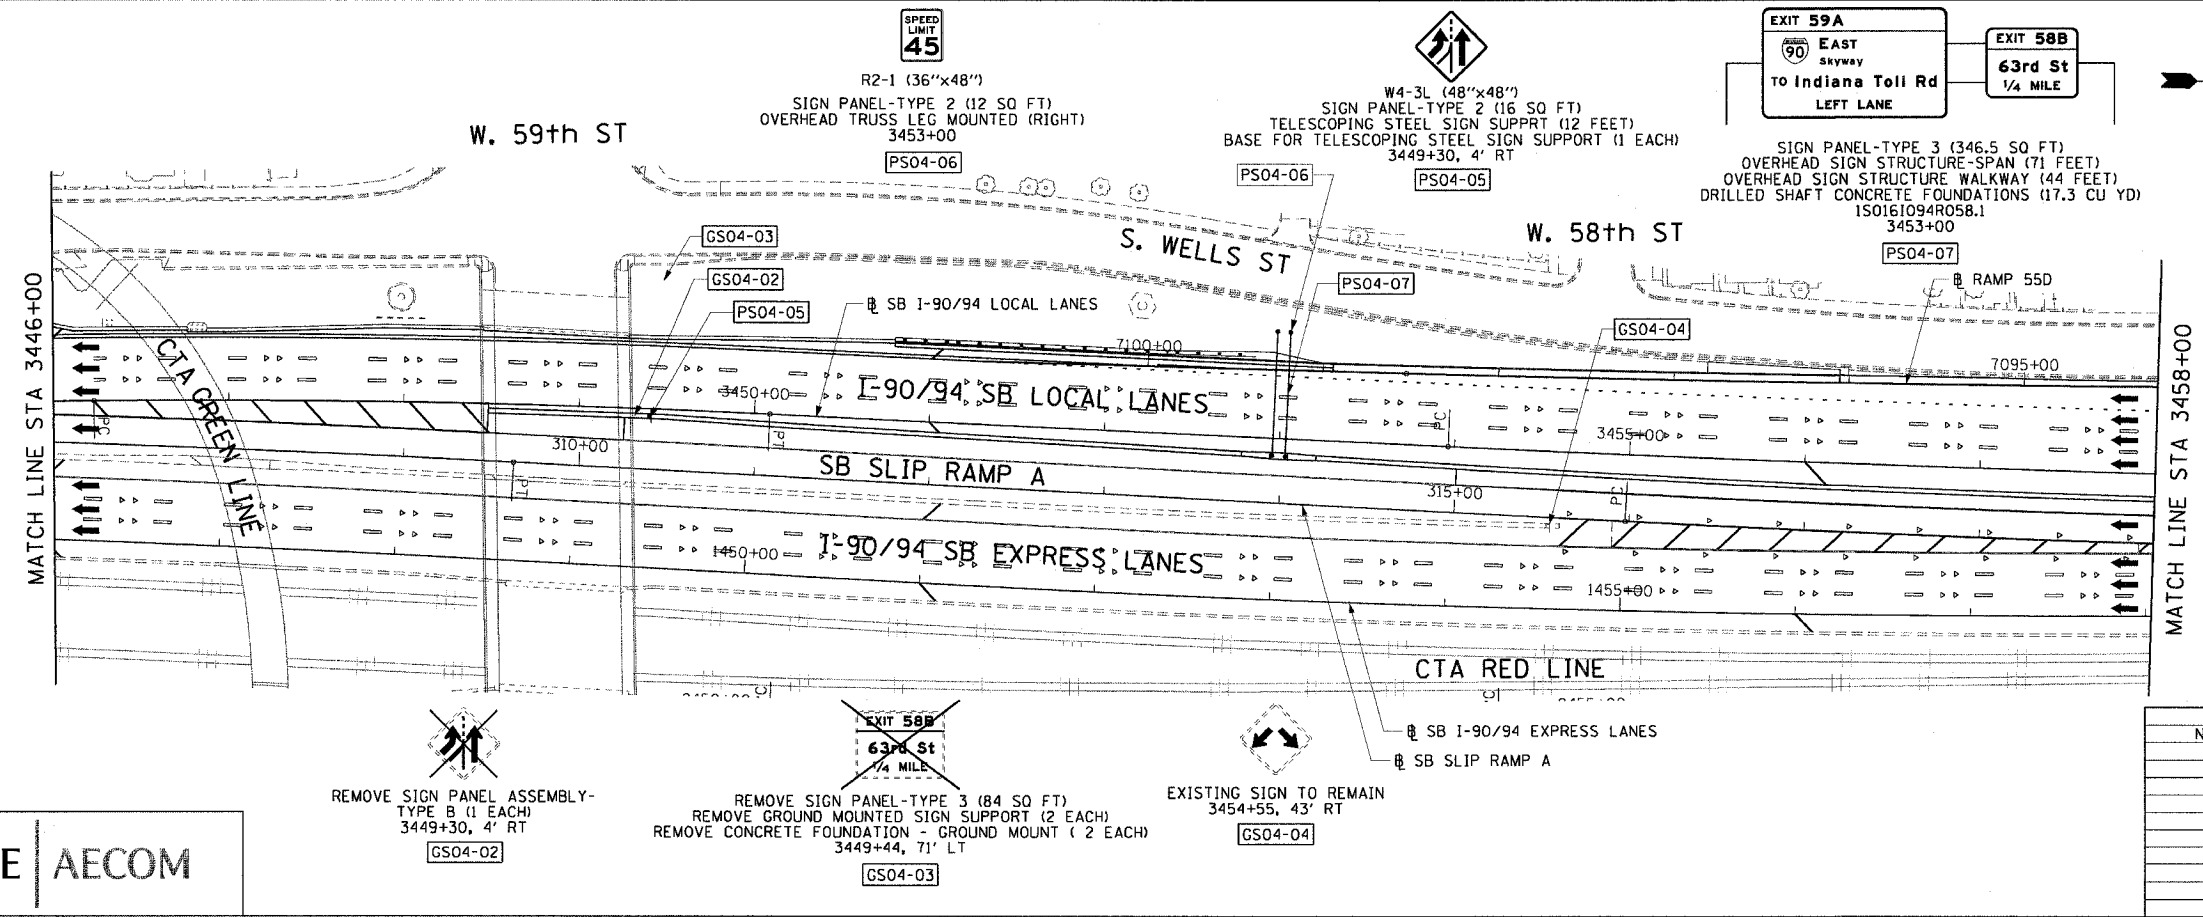 SPEED
LIMIT
45
R2-1 (36"x48")
SIGN PANEL-TYPE 2 (12 SQ FT)
OVERHEAD TRUSS LEG MOUNTED (RIGHT)
3453+00
PS04-06
W4-3L (48"x48")
SIGN PANEL-TYPE 2 (16 SQ FT)
TELESCOPING STEEL SIGN SUPPRT (12 FEET)
BASE FOR TELESCOPING STEEL SIGN SUPPORT (1 EACH)
3449+30, 4' RT
PS04-05
EXIT 59A
90 EAST
Skyway
TO Indiana Toll Rd
LEFT LANE
EXIT 58B
63rd St
1/4 MILE
SIGN PANEL-TYPE 3 (346.5 SQ FT)
OVERHEAD SIGN STRUCTURE-SPAN (71 FEET)
OVERHEAD SIGN STRUCTURE WALKWAY (44 FEET)
DRILLED SHAFT CONCRETE FOUNDATIONS (17.3 CU YD)
1S016I094R058.1
3453+00
PS04-07
W. 59th ST
S. WELLS ST
W. 58th ST
PS04-06
GS04-03
GS04-02
PS04-05
PS04-07
GS04-04
℄ SB I-90/94 LOCAL LANES
℄ RAMP 55D
MATCH LINE STA 3446+00
MATCH LINE STA 3458+00
CTA GREEN LINE
7100+00
7095+00
3450+00
I-90/94 SB LOCAL LANES
3455+00
PC
PT
PC
310+00
SB SLIP RAMP A
315+00
PT
PC
1450+00
I-90/94 SB EXPRESS LANES
1455+00
CTA RED LINE
℄ SB I-90/94 EXPRESS LANES
℄ SB SLIP RAMP A
REMOVE SIGN PANEL ASSEMBLY-
TYPE B (1 EACH)
3449+30, 4' RT
GS04-02
EXIT 58B
63rd St
1/4 MILE
REMOVE SIGN PANEL-TYPE 3 (84 SQ FT)
REMOVE GROUND MOUNTED SIGN SUPPORT (2 EACH)
REMOVE CONCRETE FOUNDATION - GROUND MOUNT ( 2 EACH)
3449+44, 71' LT
GS04-03
EXISTING SIGN TO REMAIN
3454+55, 43' RT
GS04-04
E
AECOM
N